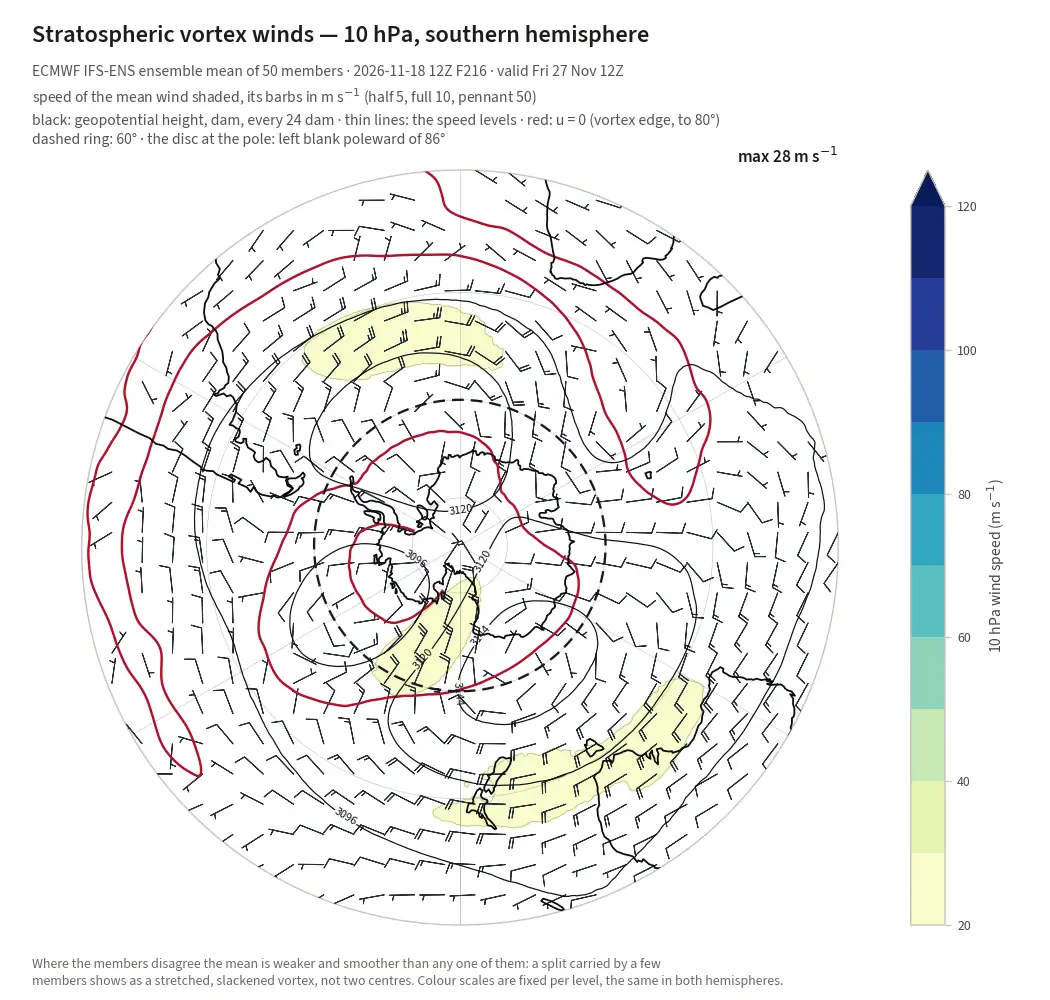 Stratospheric vortex winds — 10 hPa, southern hemisphere
ECMWF IFS-ENS ensemble mean of 50 members · 2026-11-18 12Z F216 · valid Fri 27 Nov 12Z
speed of the mean wind shaded, its barbs in m s⁻¹ (half 5, full 10, pennant 50)
black: geopotential height, dam, every 24 dam · thin lines: the speed levels · red: u = 0 (vortex edge, to 80°)
dashed ring: 60° · the disc at the pole: left blank poleward of 86°
max 28 m s⁻¹
120
100
80
60
40
20
10 hPa wind speed (m s⁻¹)
3120
3096
3120
3120
3096
Where the members disagree the mean is weaker and smoother than any one of them: a split carried by a few
members shows as a stretched, slackened vortex, not two centres. Colour scales are fixed per level, the same in both hemispheres.